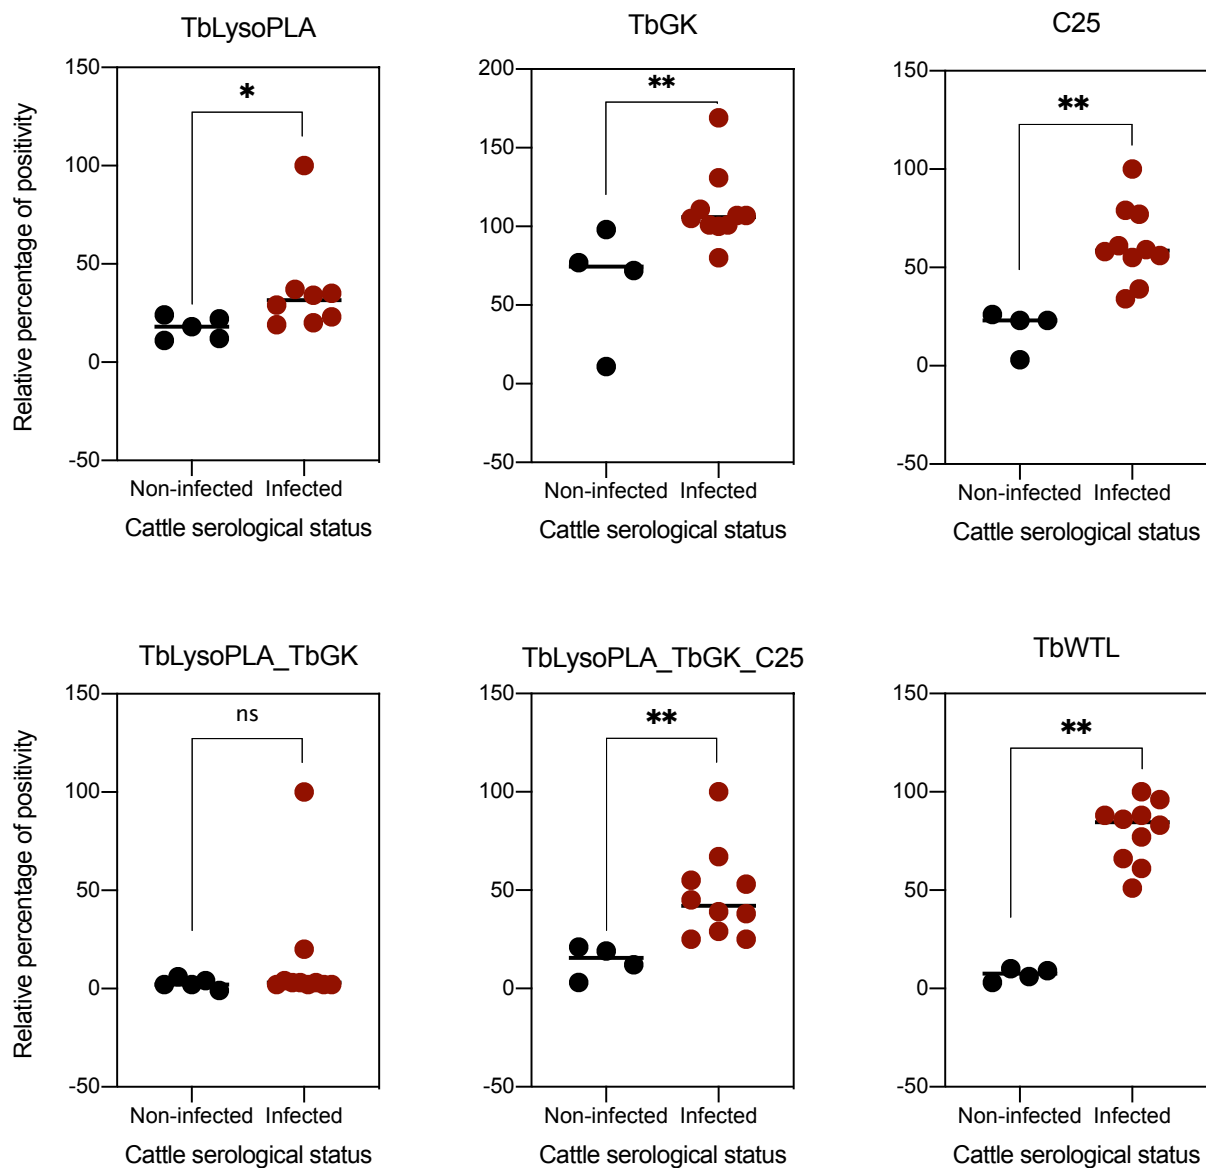 TbLysoPLA
TbGK
C25
Relative percentage of positivity
150
100
50
0
-50
*
Non-infected Infected
Cattle serological status
200
150
100
50
0
-50
**
Non-infected Infected
Cattle serological status
150
100
50
0
-50
**
Non-infected Infected
Cattle serological status
TbLysoPLA_TbGK
TbLysoPLA_TbGK_C25
TbWTL
Relative percentage of positivity
150
100
50
0
-50
ns
Non-infected Infected
Cattle serological status
150
100
50
0
-50
**
Non-infected Infected
Cattle serological status
150
100
50
0
-50
**
Non-infected Infected
Cattle serological status